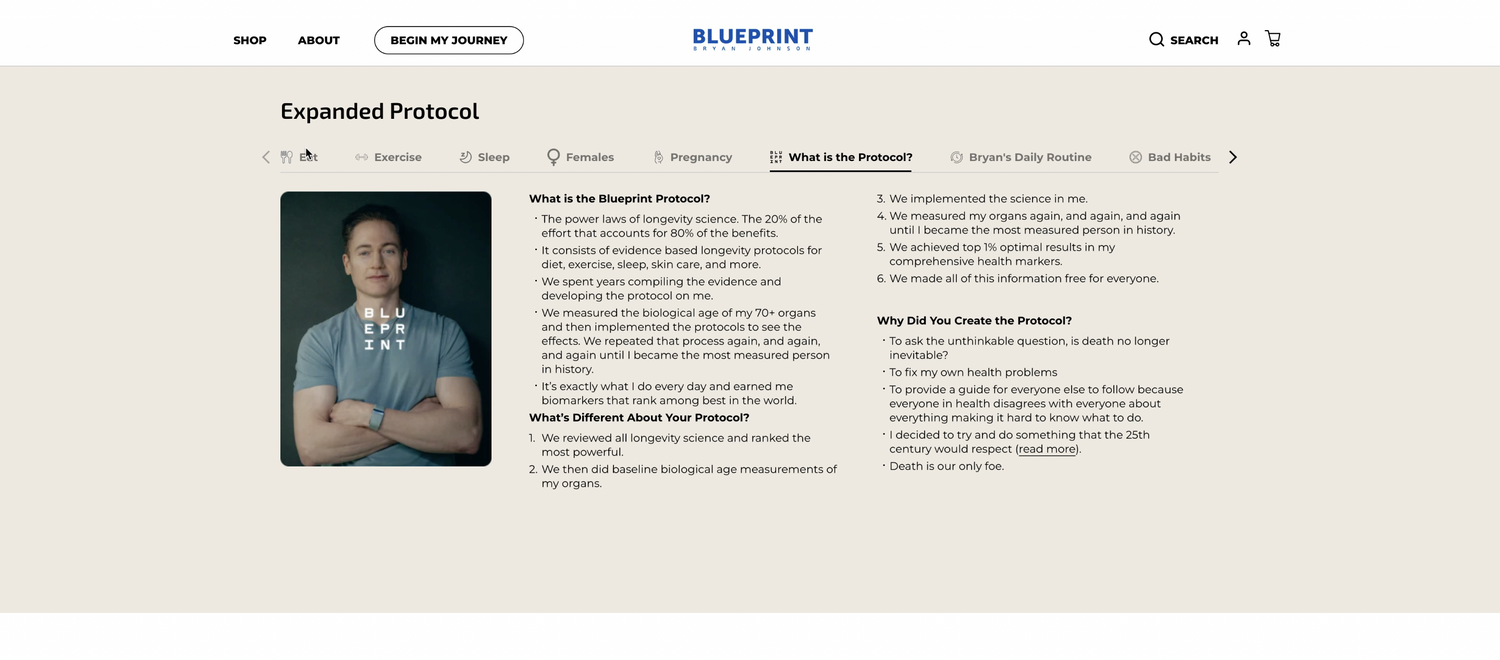 SHOP
ABOUT
BEGIN MY JOURNEY
BLUEPRINT
BRYAN JOHNSON
SEARCH
Expanded Protocol
Eat
Exercise
Sleep
Females
Pregnancy
BLU
EPR
INT
What is the Protocol?
Bryan's Daily Routine
Bad Habits
BLU
EPR
INT
What is the Blueprint Protocol?
· The power laws of longevity science. The 20% of the
effort that accounts for 80% of the benefits.
· It consists of evidence based longevity protocols for
diet, exercise, sleep, skin care, and more.
· We spent years compiling the evidence and
developing the protocol on me.
· We measured the biological age of my 70+ organs
and then implemented the protocols to see the
effects. We repeated that process again, and again,
and again until I became the most measured person
in history.
· It's exactly what I do every day and earned me
biomarkers that rank among best in the world.
What's Different About Your Protocol?
1. We reviewed all longevity science and ranked the
most powerful.
2. We then did baseline biological age measurements of
my organs.
3. We implemented the science in me.
4. We measured my organs again, and again, and again
until I became the most measured person in history.
5. We achieved top 1% optimal results in my
comprehensive health markers.
6. We made all of this information free for everyone.
Why Did You Create the Protocol?
· To ask the unthinkable question, is death no longer
inevitable?
· To fix my own health problems
· To provide a guide for everyone else to follow because
everyone in health disagrees with everyone about
everything making it hard to know what to do.
· I decided to try and do something that the 25th
century would respect (read more).
· Death is our only foe.